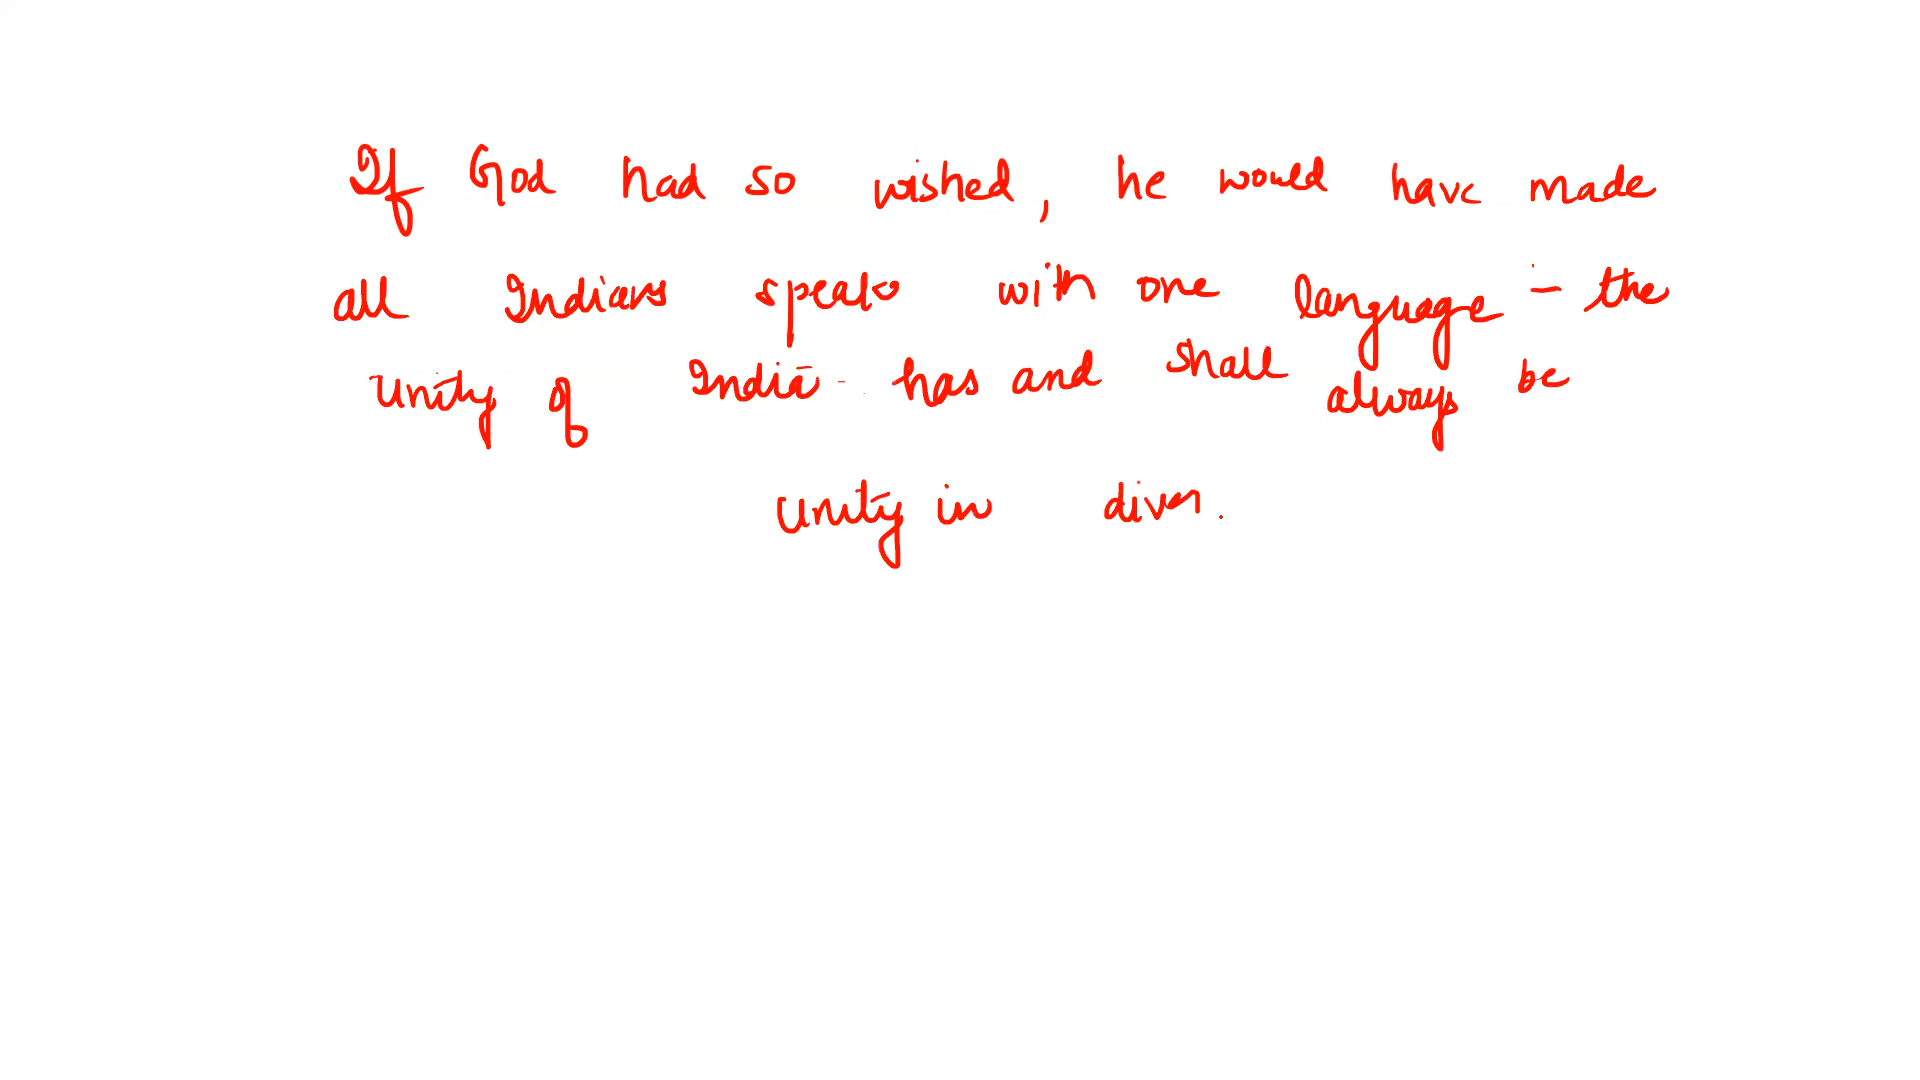 If God had so wished, he would have made
all Indians speak with one language - the
unity of India has and shall always be
unity in diver.